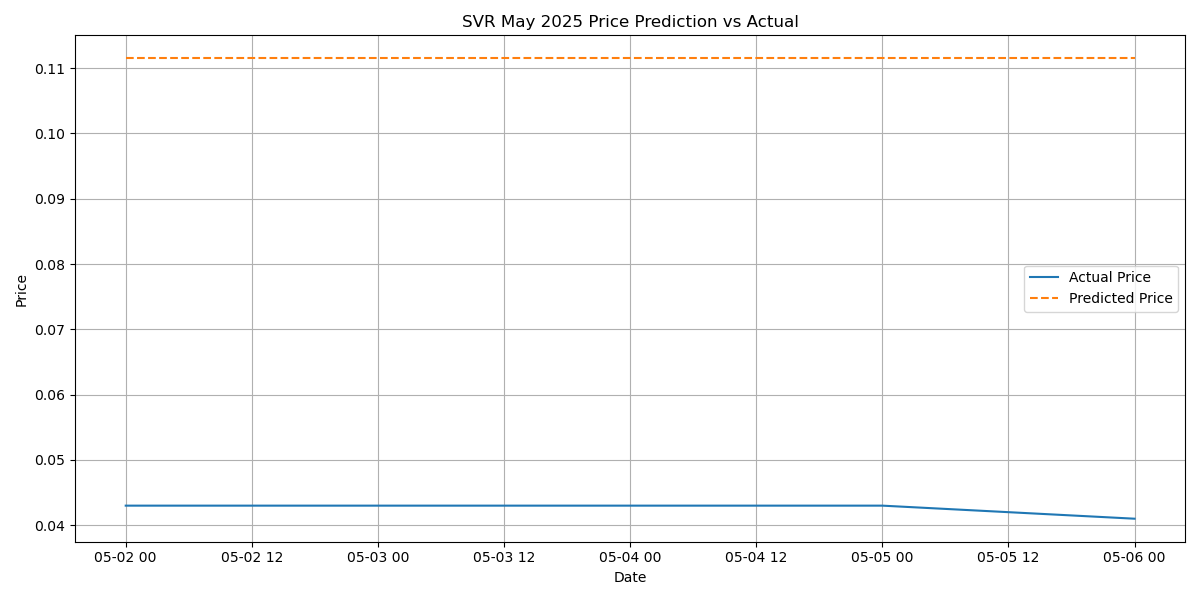 SVR May 2025 Price Prediction vs Actual
0.11
0.10
0.09
0.08
0.07
0.06
0.05
0.04
Price
Actual Price
Predicted Price
05-02 00 05-02 12 05-03 00 05-03 12 05-04 00 05-04 12 05-05 00 05-05 12 05-06 00
Date